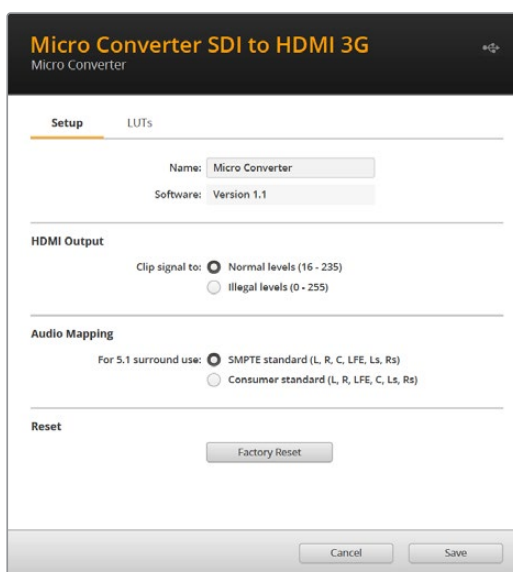 Micro Converter SDI to HDMI 3G
Micro Converter
Setup LUTs
Name: Micro Converter
Software: Version 1.1
HDMI Output
Clip signal to: Normal levels (16 - 235)
Illegal levels (0 - 255)
Audio Mapping
For 5.1 surround use: SMPTE standard (L, R, C, LFE, Ls, Rs)
Consumer standard (L, R, LFE, C, Ls, Rs)
Reset
Factory Reset
Cancel Save